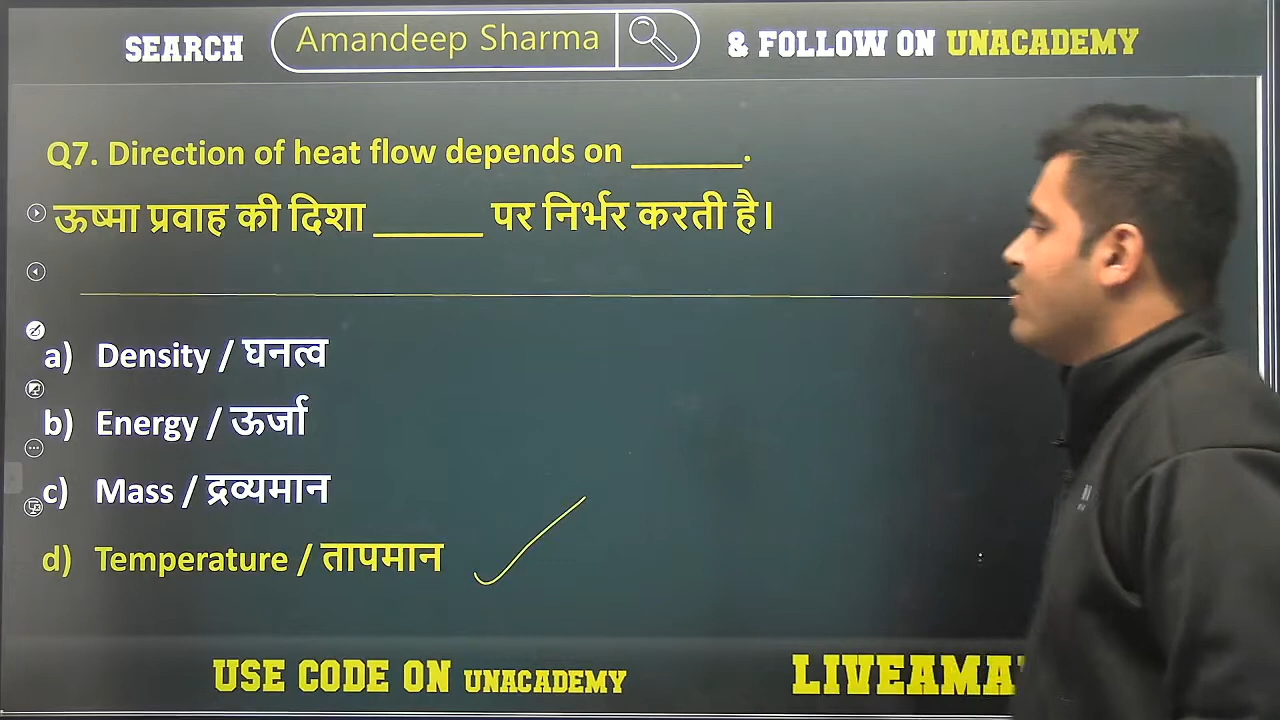 SEARCH Amandeep Sharma & FOLLOW ON UNACADEMY
Q7. Direction of heat flow depends on ______.
ऊष्मा प्रवाह की दिशा ______ पर निर्भर करती है।
a) Density / घनत्व
b) Energy / ऊर्जा
c) Mass / द्रव्यमान
d) Temperature / तापमान
USE CODE ON UNACADEMY LIVEAMA